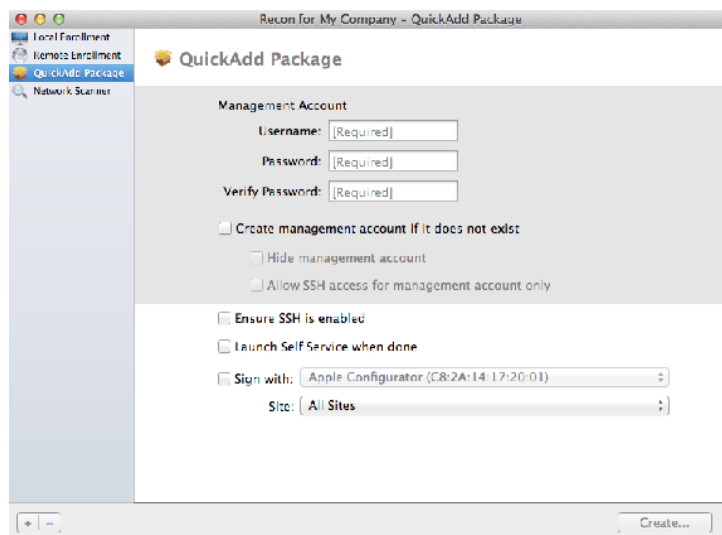 Recon for My Company – QuickAdd Package
Local Enrollment
Remote Enrollment
QuickAdd Package
Network Scanner
QuickAdd Package
Management Account
Username: [Required]
Password: [Required]
Verify Password: [Required]
Create management account if it does not exist
Hide management account
Allow SSH access for management account only
Ensure SSH is enabled
Launch Self Service when done
Sign with: Apple Configurator (C8:2A:14:17:20:01)
Site: All Sites
+ −
Create...